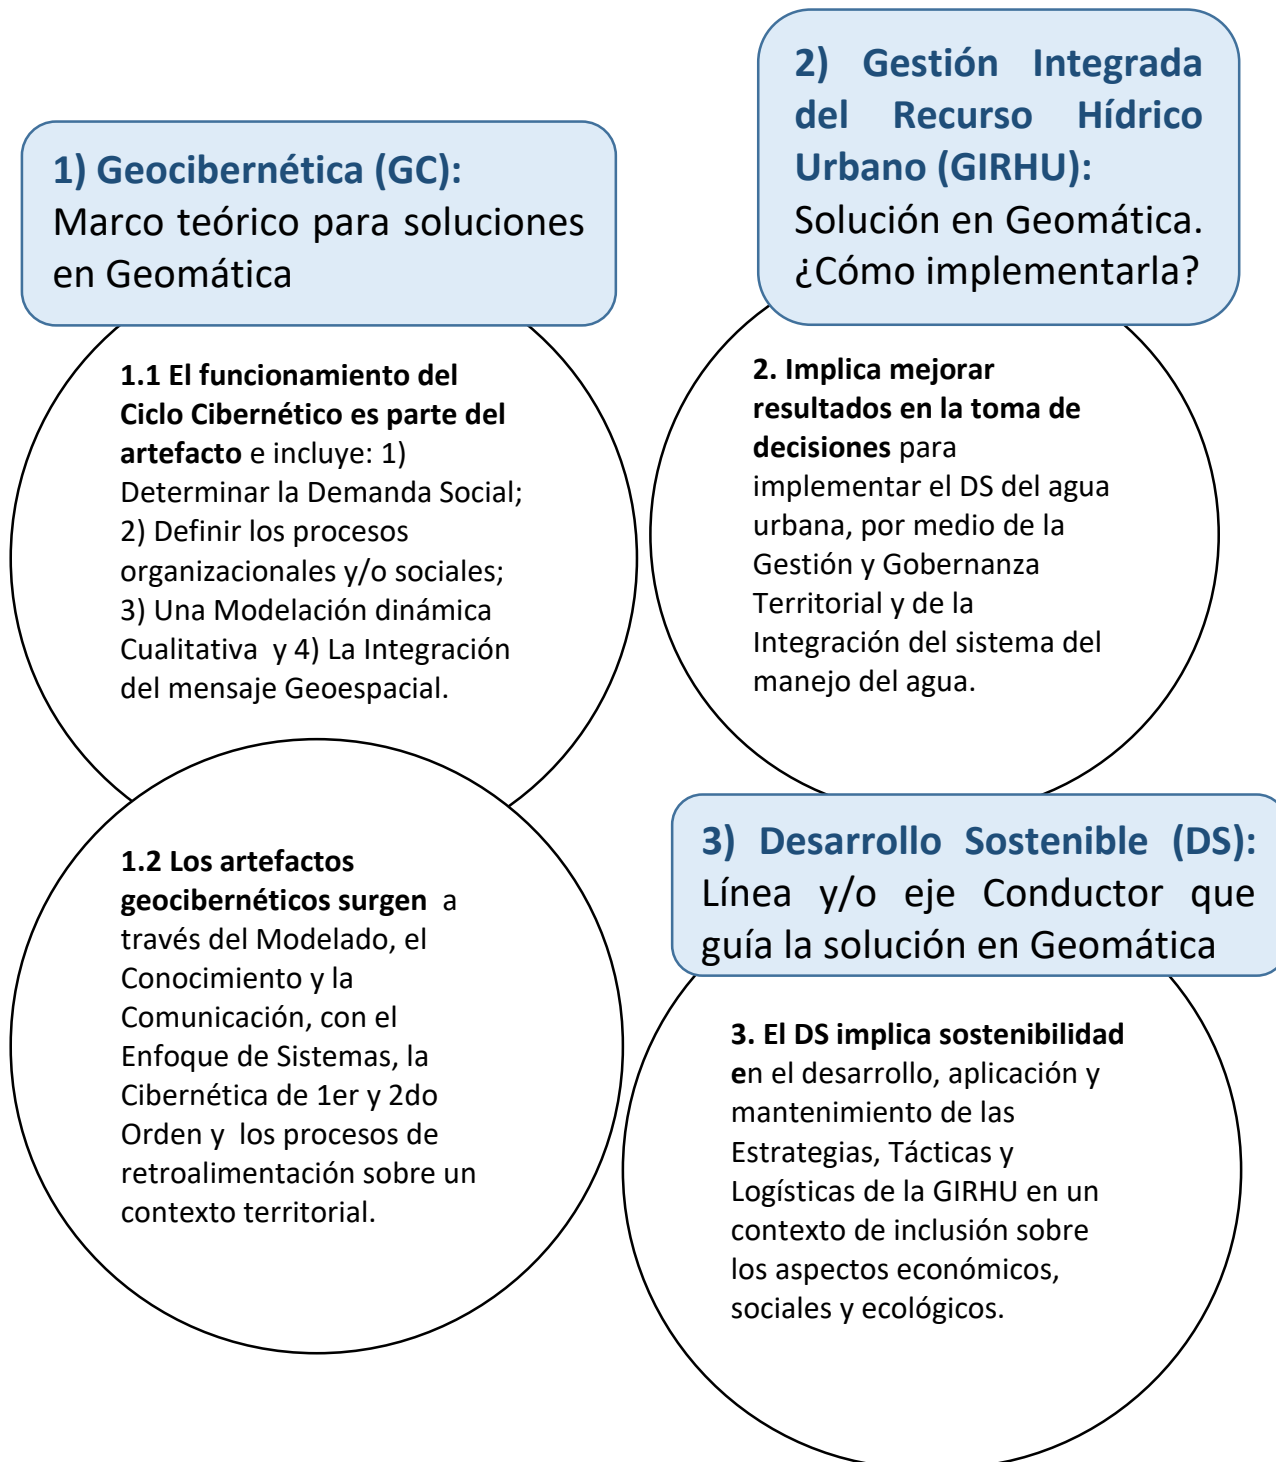 1) Geocibernética (GC):
Marco teórico para soluciones
en Geomática
1.1 El funcionamiento del
Ciclo Cibernético es parte del
artefacto e incluye: 1)
Determinar la Demanda Social;
2) Definir los procesos
organizacionales y/o sociales;
3) Una Modelación dinámica
Cualitativa y 4) La Integración
del mensaje Geoespacial.
1.2 Los artefactos
geocibernéticos surgen a
través del Modelado, el
Conocimiento y la
Comunicación, con el
Enfoque de Sistemas, la
Cibernética de 1er y 2do
Orden y los procesos de
retroalimentación sobre un
contexto territorial.
2) Gestión Integrada
del Recurso Hídrico
Urbano (GIRHU):
Solución en Geomática.
¿Cómo implementarla?
2. Implica mejorar
resultados en la toma de
decisiones para
implementar el DS del agua
urbana, por medio de la
Gestión y Gobernanza
Territorial y de la
Integración del sistema del
manejo del agua.
3) Desarrollo Sostenible (DS):
Línea y/o eje Conductor que
guía la solución en Geomática
3. El DS implica sostenibilidad
en el desarrollo, aplicación y
mantenimiento de las
Estrategias, Tácticas y
Logísticas de la GIRHU en un
contexto de inclusión sobre
los aspectos económicos,
sociales y ecológicos.